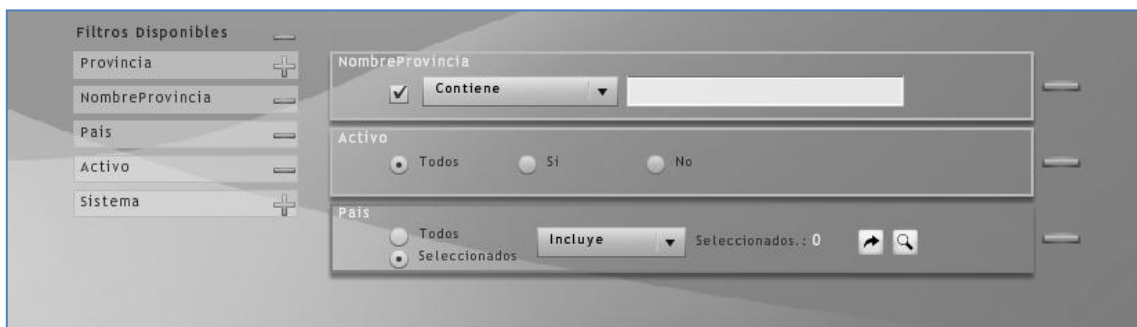 Filtros Disponibles
Provincia
NombreProvincia
Pais
Activo
Sistema
NombreProvincia
Contiene
Activo
Todos Si No
Pais
Todos
Seleccionados
Incluye Seleccionados.: 0